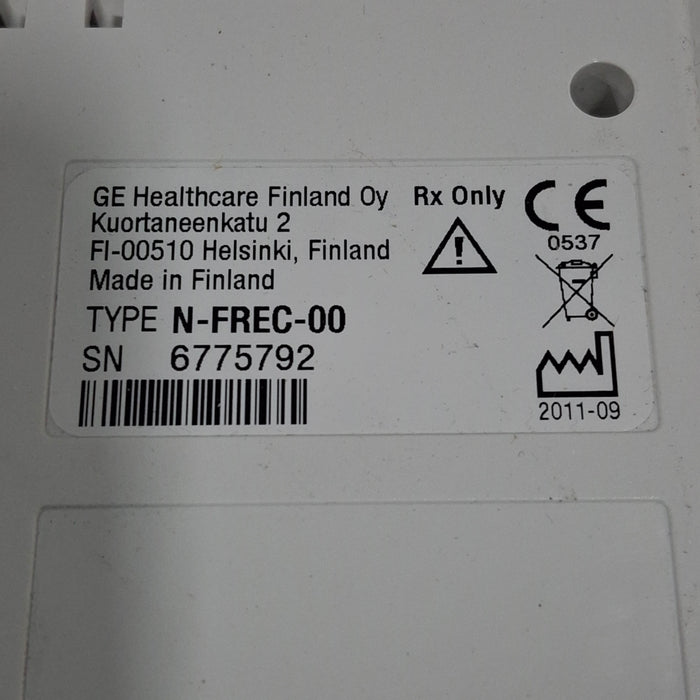 GE Healthcare Finland Oy
Kuortaneenkatu 2
FI-00510 Helsinki, Finland
Made in Finland
TYPE N-FREC-00
SN 6775792
Rx Only
CE
0537
2011-09